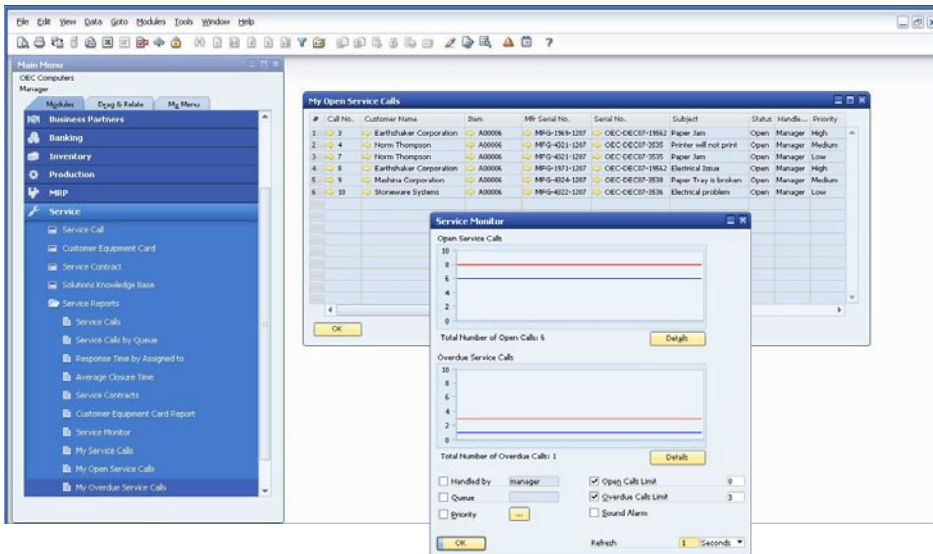 File Edit View Data Goto Modules Tools Window Help
Main Menu
OEC Computers
Manager
Modules Drag & Relate My Menu
Business Partners
Banking
Inventory
Production
MRP
Service
Service Call
Customer Equipment Card
Service Contract
Solutions Knowledge Base
Service Reports
Service Calls
Service Calls by Queue
Response Time by Assigned to
Average Closure Time
Service Contracts
Customer Equipment Card Report
Service Monitor
My Service Calls
My Open Service Calls
My Overdue Service Calls
My Open Service Calls
# Call No. Customer Name Item Mfr Serial No. Serial No. Subject Status Handle... Priority
1 3 Earthshaker Corporation A00006 MFG-1969-1207 OEC-DEC07-19562 Paper Jam Open Manager High
2 4 Norm Thompson A00006 MFG-4321-1207 OEC-DEC07-3535 Printer will not print Open Manager Medium
3 7 Norm Thompson A00006 MFG-4321-1207 OEC-DEC07-3535 Paper Jam Open Manager Low
4 8 Earthshaker Corporation A00006 MFG-1971-1207 OEC-DEC07-19562 Electrical Issue Open Manager High
5 9 Mashina Corporation A00006 MFG-4324-1207 OEC-DEC07-3538 Paper Tray is broken Open Manager Medium
6 10 Stoneware Systems A00006 MFG-4322-1207 OEC-DEC07-3536 Electrical problem Open Manager Low
OK
Service Monitor
Open Service Calls
10
8
6
4
2
0
Total Number of Open Calls: 6 Details
Overdue Service Calls
10
8
6
4
2
0
Total Number of Overdue Calls: 1 Details
Handled by manager Open Calls Limit 8
Queue Overdue Calls Limit 3
Priority ... Sound Alarm
OK Refresh 1 Seconds